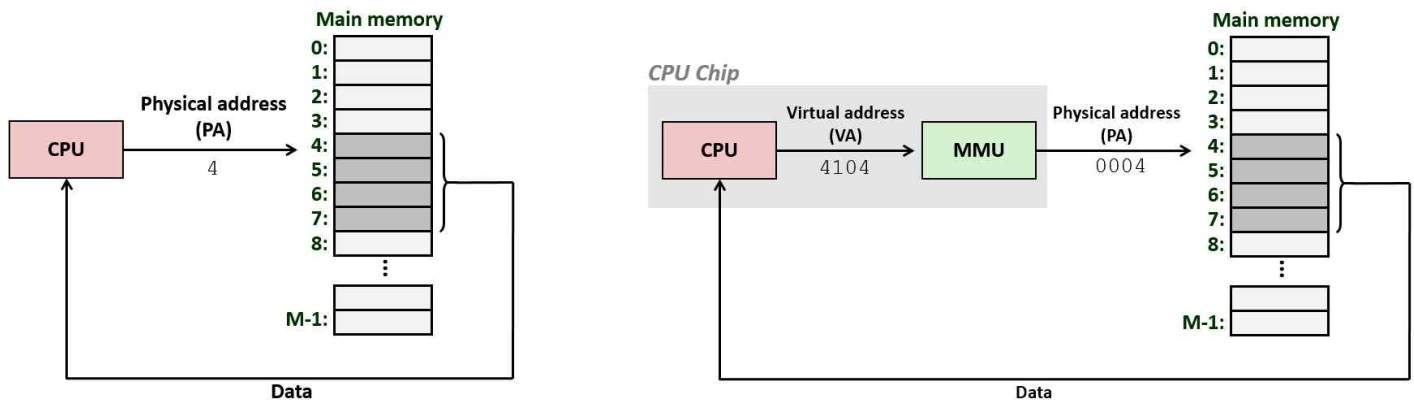 Main memory
0:
1:
2:
3:
4:
5:
6:
7:
8:
M-1:
Physical address
(PA)
4
CPU
Data
Main memory
0:
1:
2:
3:
4:
5:
6:
7:
8:
M-1:
CPU Chip
Virtual address
(VA)
4104
CPU
MMU
Physical address
(PA)
0004
Data